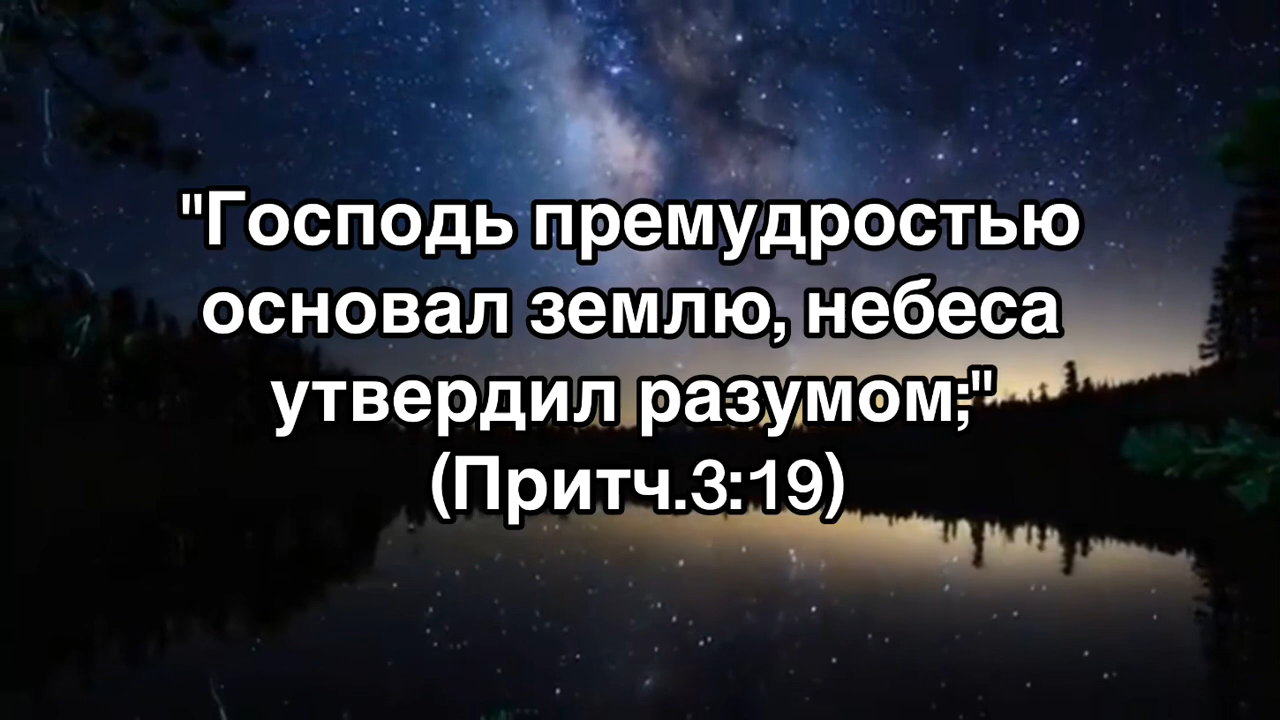 "Господь премудростью
основал землю, небеса
утвердил разумом;"
(Притч.3:19)